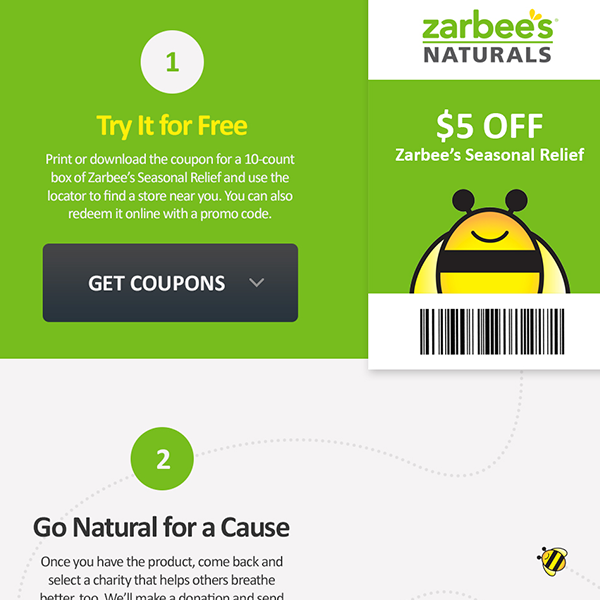 1
Try It for Free
Print or download the coupon for a 10-count
box of Zarbee's Seasonal Relief and use the
locator to find a store near you. You can also
redeem it online with a promo code.
GET COUPONS
zarbee's
NATURALS
$5 OFF
Zarbee's Seasonal Relief
2
Go Natural for a Cause
Once you have the product, come back and
select a charity that helps others breathe
better, too. We'll make a donation and send